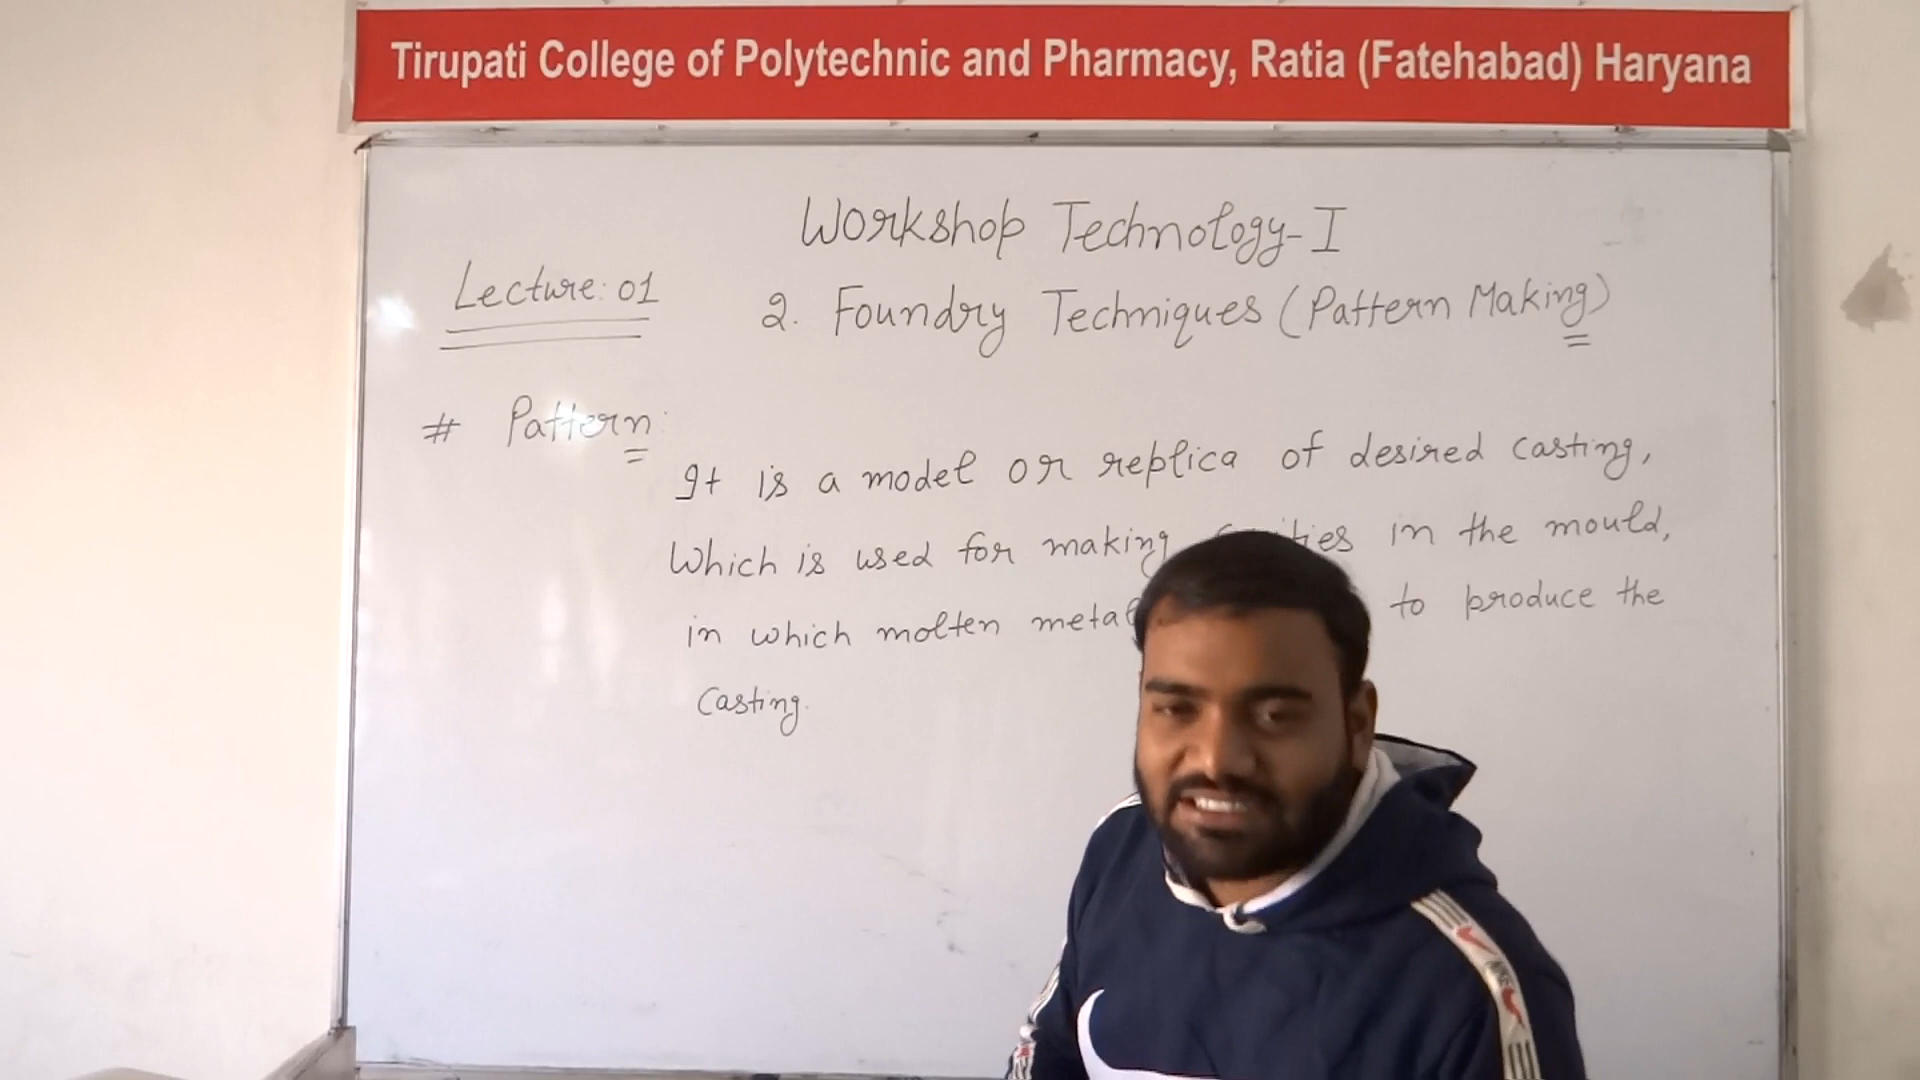 Tirupati College of Polytechnic and Pharmacy, Ratia (Fatehabad) Haryana
Workshop Technology-I
Lecture: 01
2. Foundry Techniques (Pattern Making)
# Pattern:
It is a model or replica of desired casting,
Which is used for making in the mould,
in which molten metal to produce the
Casting.